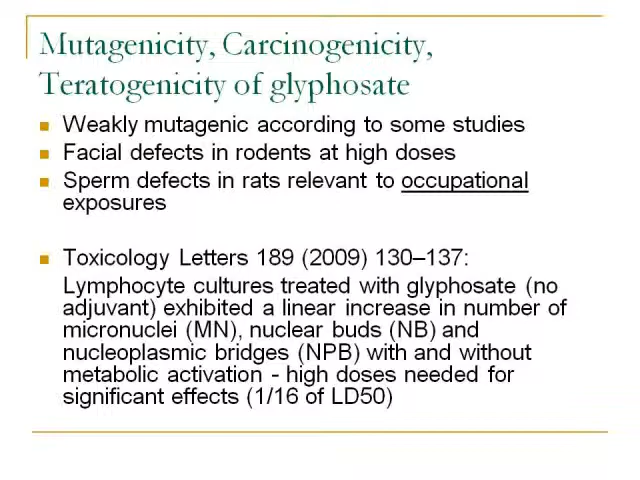 Mutagenicity, Carcinogenicity,
Teratogenicity of glyphosate
Weakly mutagenic according to some studies
Facial defects in rodents at high doses
Sperm defects in rats relevant to occupational
exposures
Toxicology Letters 189 (2009) 130–137:
Lymphocyte cultures treated with glyphosate (no
adjuvant) exhibited a linear increase in number of
micronuclei (MN), nuclear buds (NB) and
nucleoplasmic bridges (NPB) with and without
metabolic activation - high doses needed for
significant effects (1/16 of LD50)